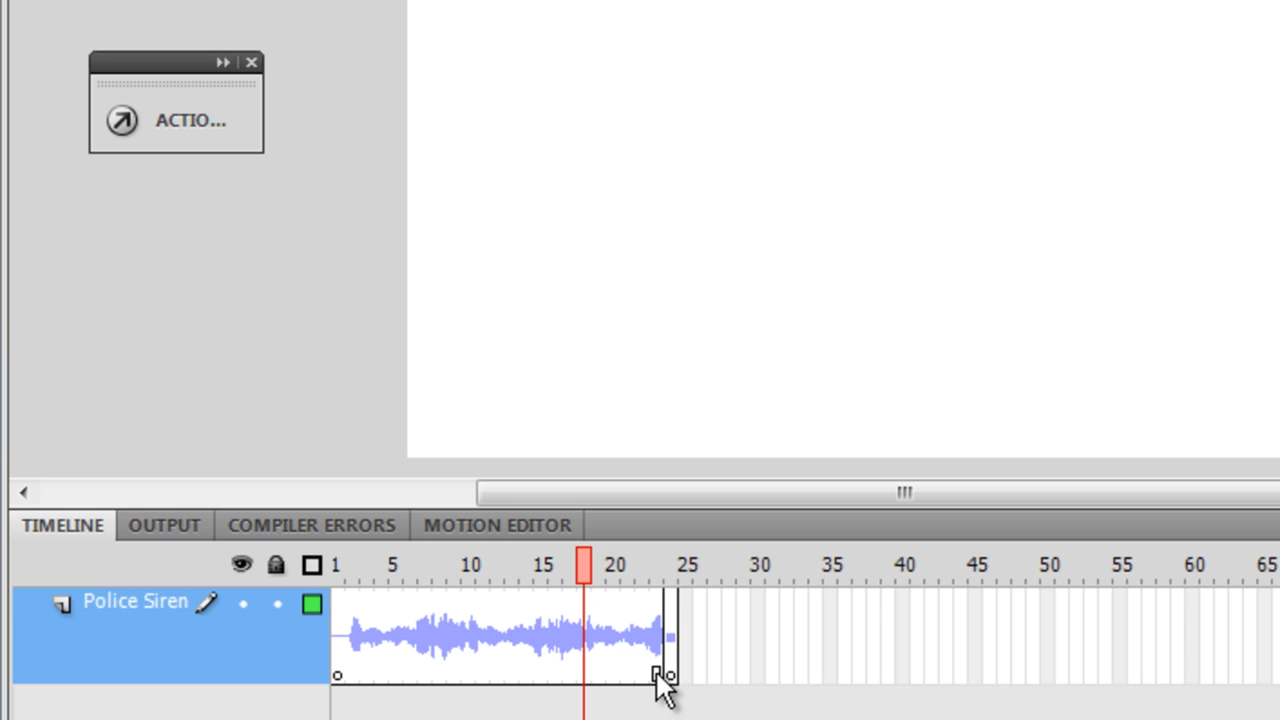 ACTIO...
TIMELINE OUTPUT COMPILER ERRORS MOTION EDITOR
1 5 10 15 20 25 30 35 40 45 50 55 60 65
Police Siren